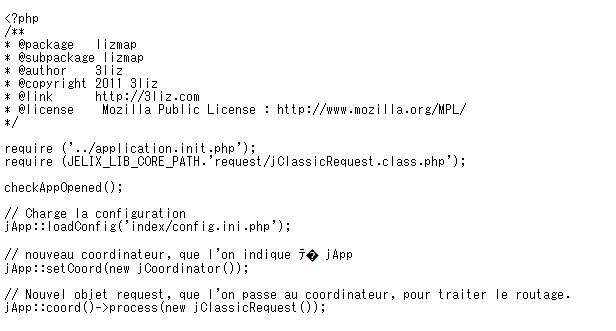 <?php
/**
* @package   lizmap
* @subpackage lizmap
* @author    3liz
* @copyright 2011 3liz
* @link      http://3liz.com
* @license    Mozilla Public License : http://www.mozilla.org/MPL/
*/
require ('../application.init.php');
require (JELIX_LIB_CORE_PATH.'request/jClassicRequest.class.php');
checkAppOpened();
// Charge la configuration
jApp::loadConfig('index/config.ini.php');
// nouveau coordinateur, que l'on indique ﾃ� jApp
jApp::setCoord(new jCoordinator());
// Nouvel objet request, que l'on passe au coordinateur, pour traiter le routage.
jApp::coord()->process(new jClassicRequest());